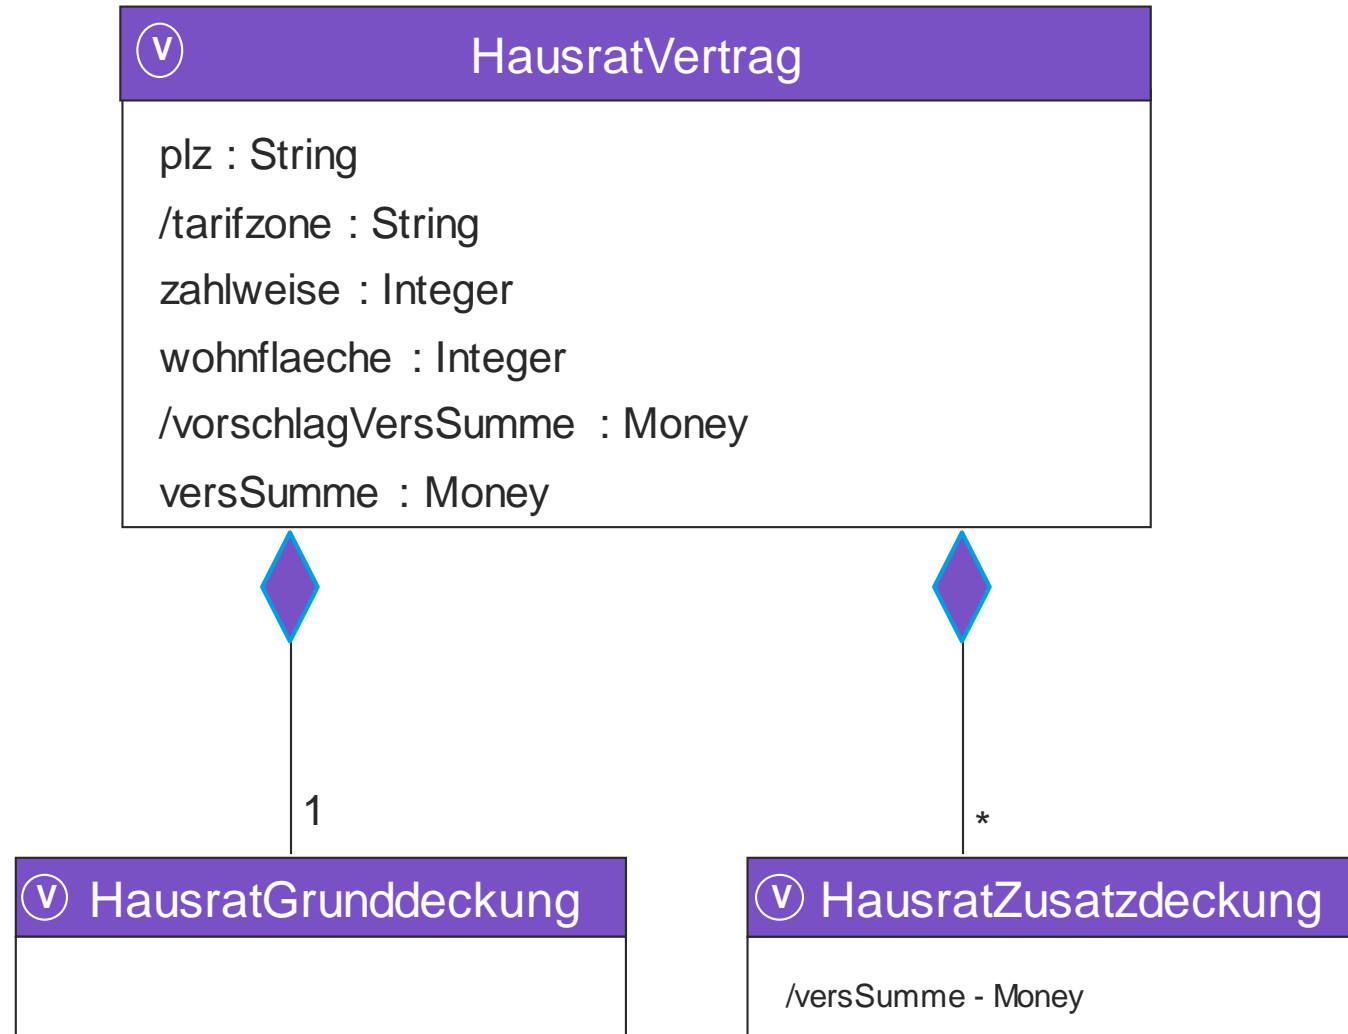 V HausratVertrag
plz : String
/tarifzone : String
zahlweise : Integer
wohnflaeche : Integer
/vorschlagVersSumme : Money
versSumme : Money
1
*
V HausratGrunddeckung
V HausratZusatzdeckung
/versSumme - Money